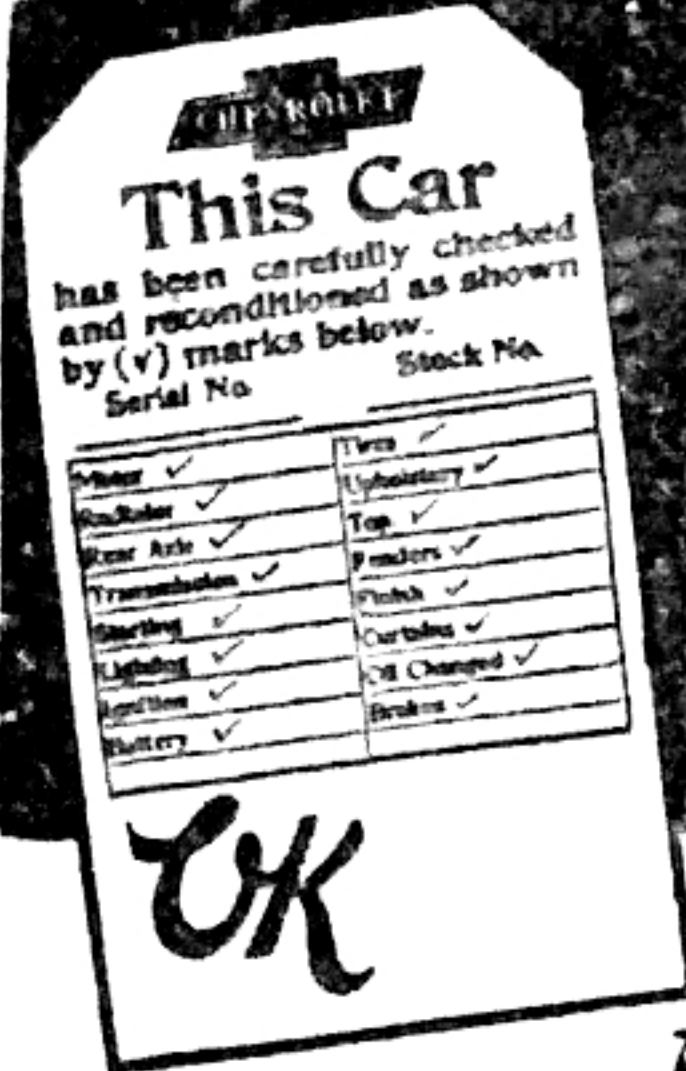 CHEVROLET
This Car
has been carefully checked
and reconditioned as shown
by (v) marks below.
Serial No
Stock No.
Motor ✓
Radiator ✓
Rear Axle ✓
Transmission ✓
Starting ✓
Lighting ✓
Ignition ✓
Battery ✓
Tires ✓
Upholstery ✓
Top ✓
Fenders ✓
Finish ✓
Curtains ✓
Oil Changed ✓
Brakes ✓
OK